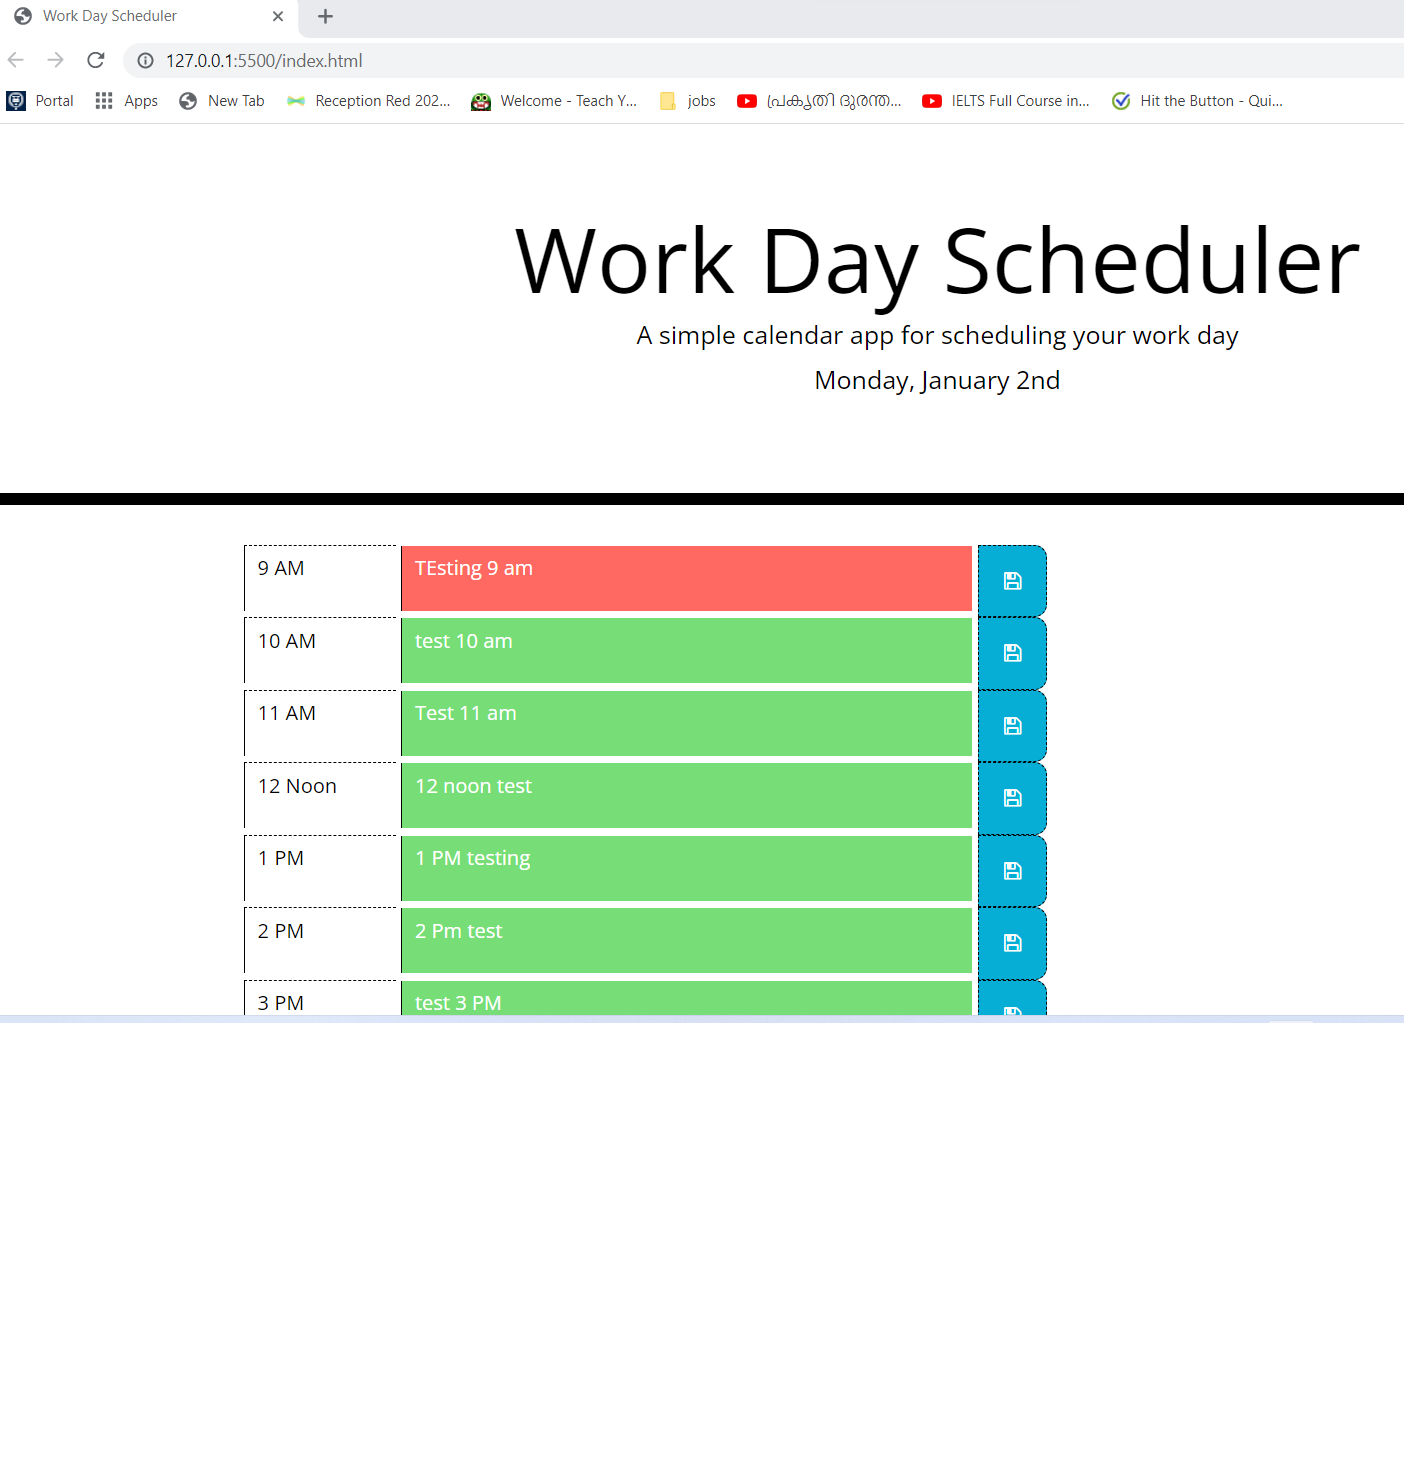 Work Day Scheduler
127.0.0.1:5500/index.html
Portal Apps New Tab Reception Red 202... Welcome - Teach Y... jobs പ്രകൃതി ദുരന്ത... IELTS Full Course in... Hit the Button - Qui...
Work Day Scheduler
A simple calendar app for scheduling your work day
Monday, January 2nd
9 AM TEsting 9 am
10 AM test 10 am
11 AM Test 11 am
12 Noon 12 noon test
1 PM 1 PM testing
2 PM 2 Pm test
3 PM test 3 PM